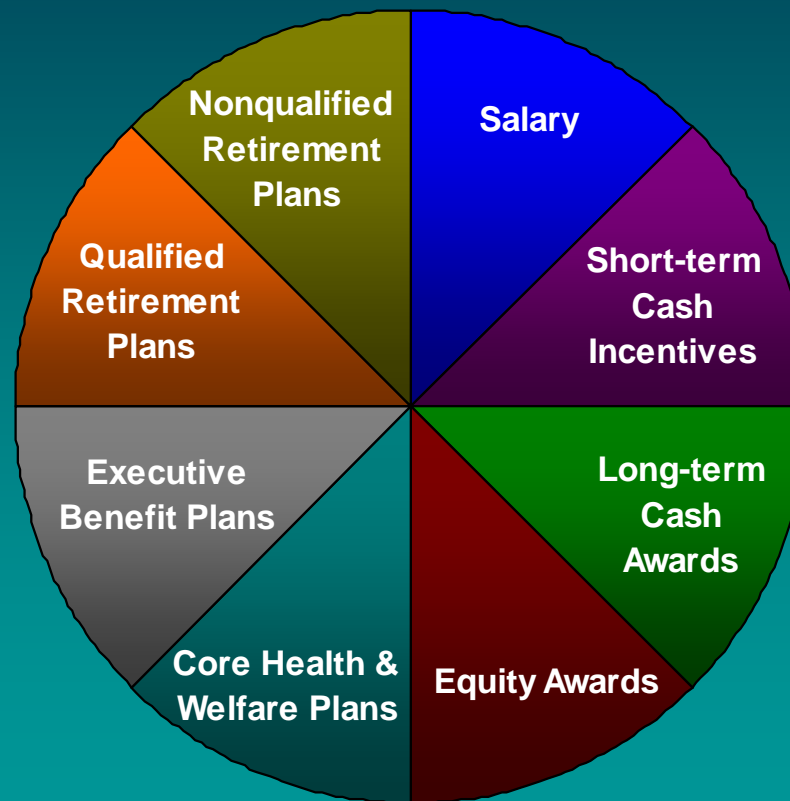 Salary
Short-term
Cash
Incentives
Long-term
Cash
Awards
Equity Awards
Core Health &
Welfare Plans
Executive
Benefit Plans
Qualified
Retirement
Plans
Nonqualified
Retirement
Plans